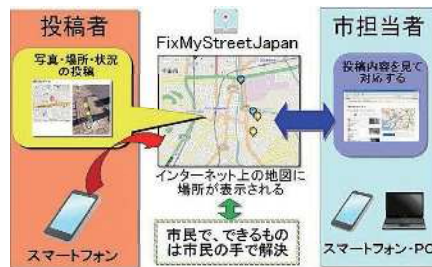 投稿者
写真・場所・状況
の投稿
スマートフォン
FixMyStreetJapan
インターネット上の地図に
場所が表示される
市民で、できるもの
は市民の手で解決
市担当者
投稿内容を見て
対応する
スマートフォン・PC